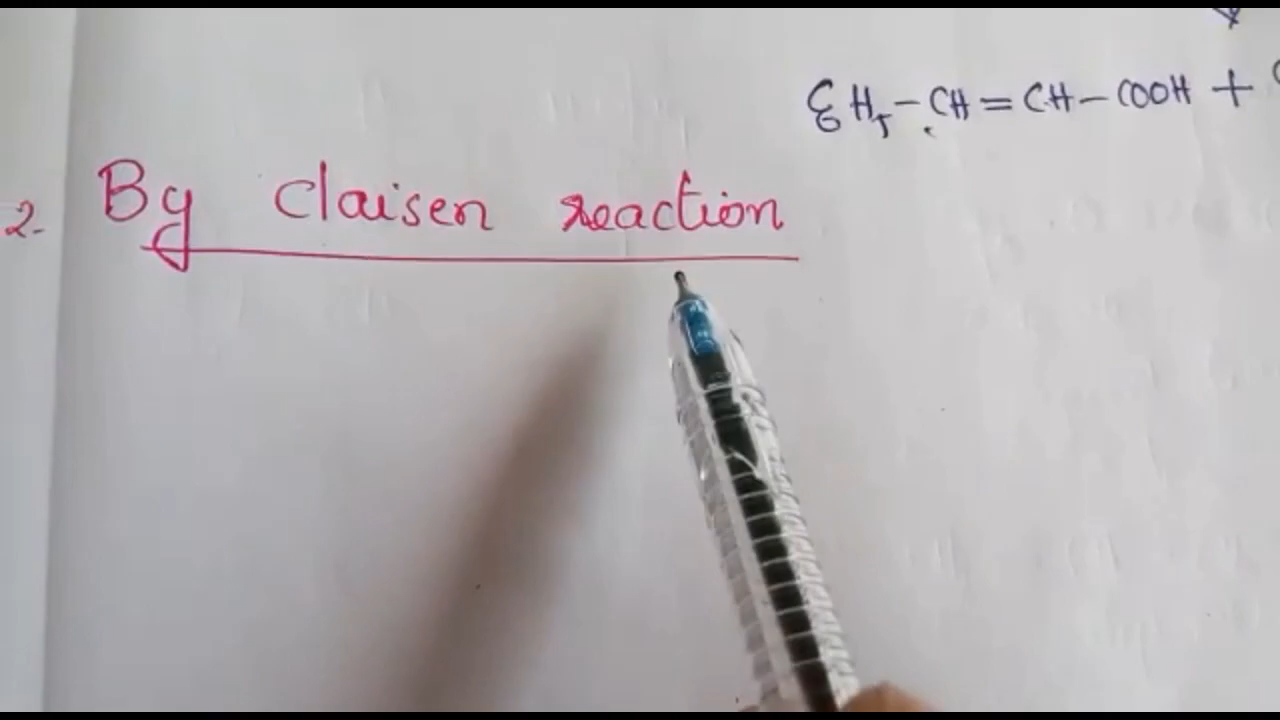 C6H5-CH=CH-COOH +
2. By claisen reaction